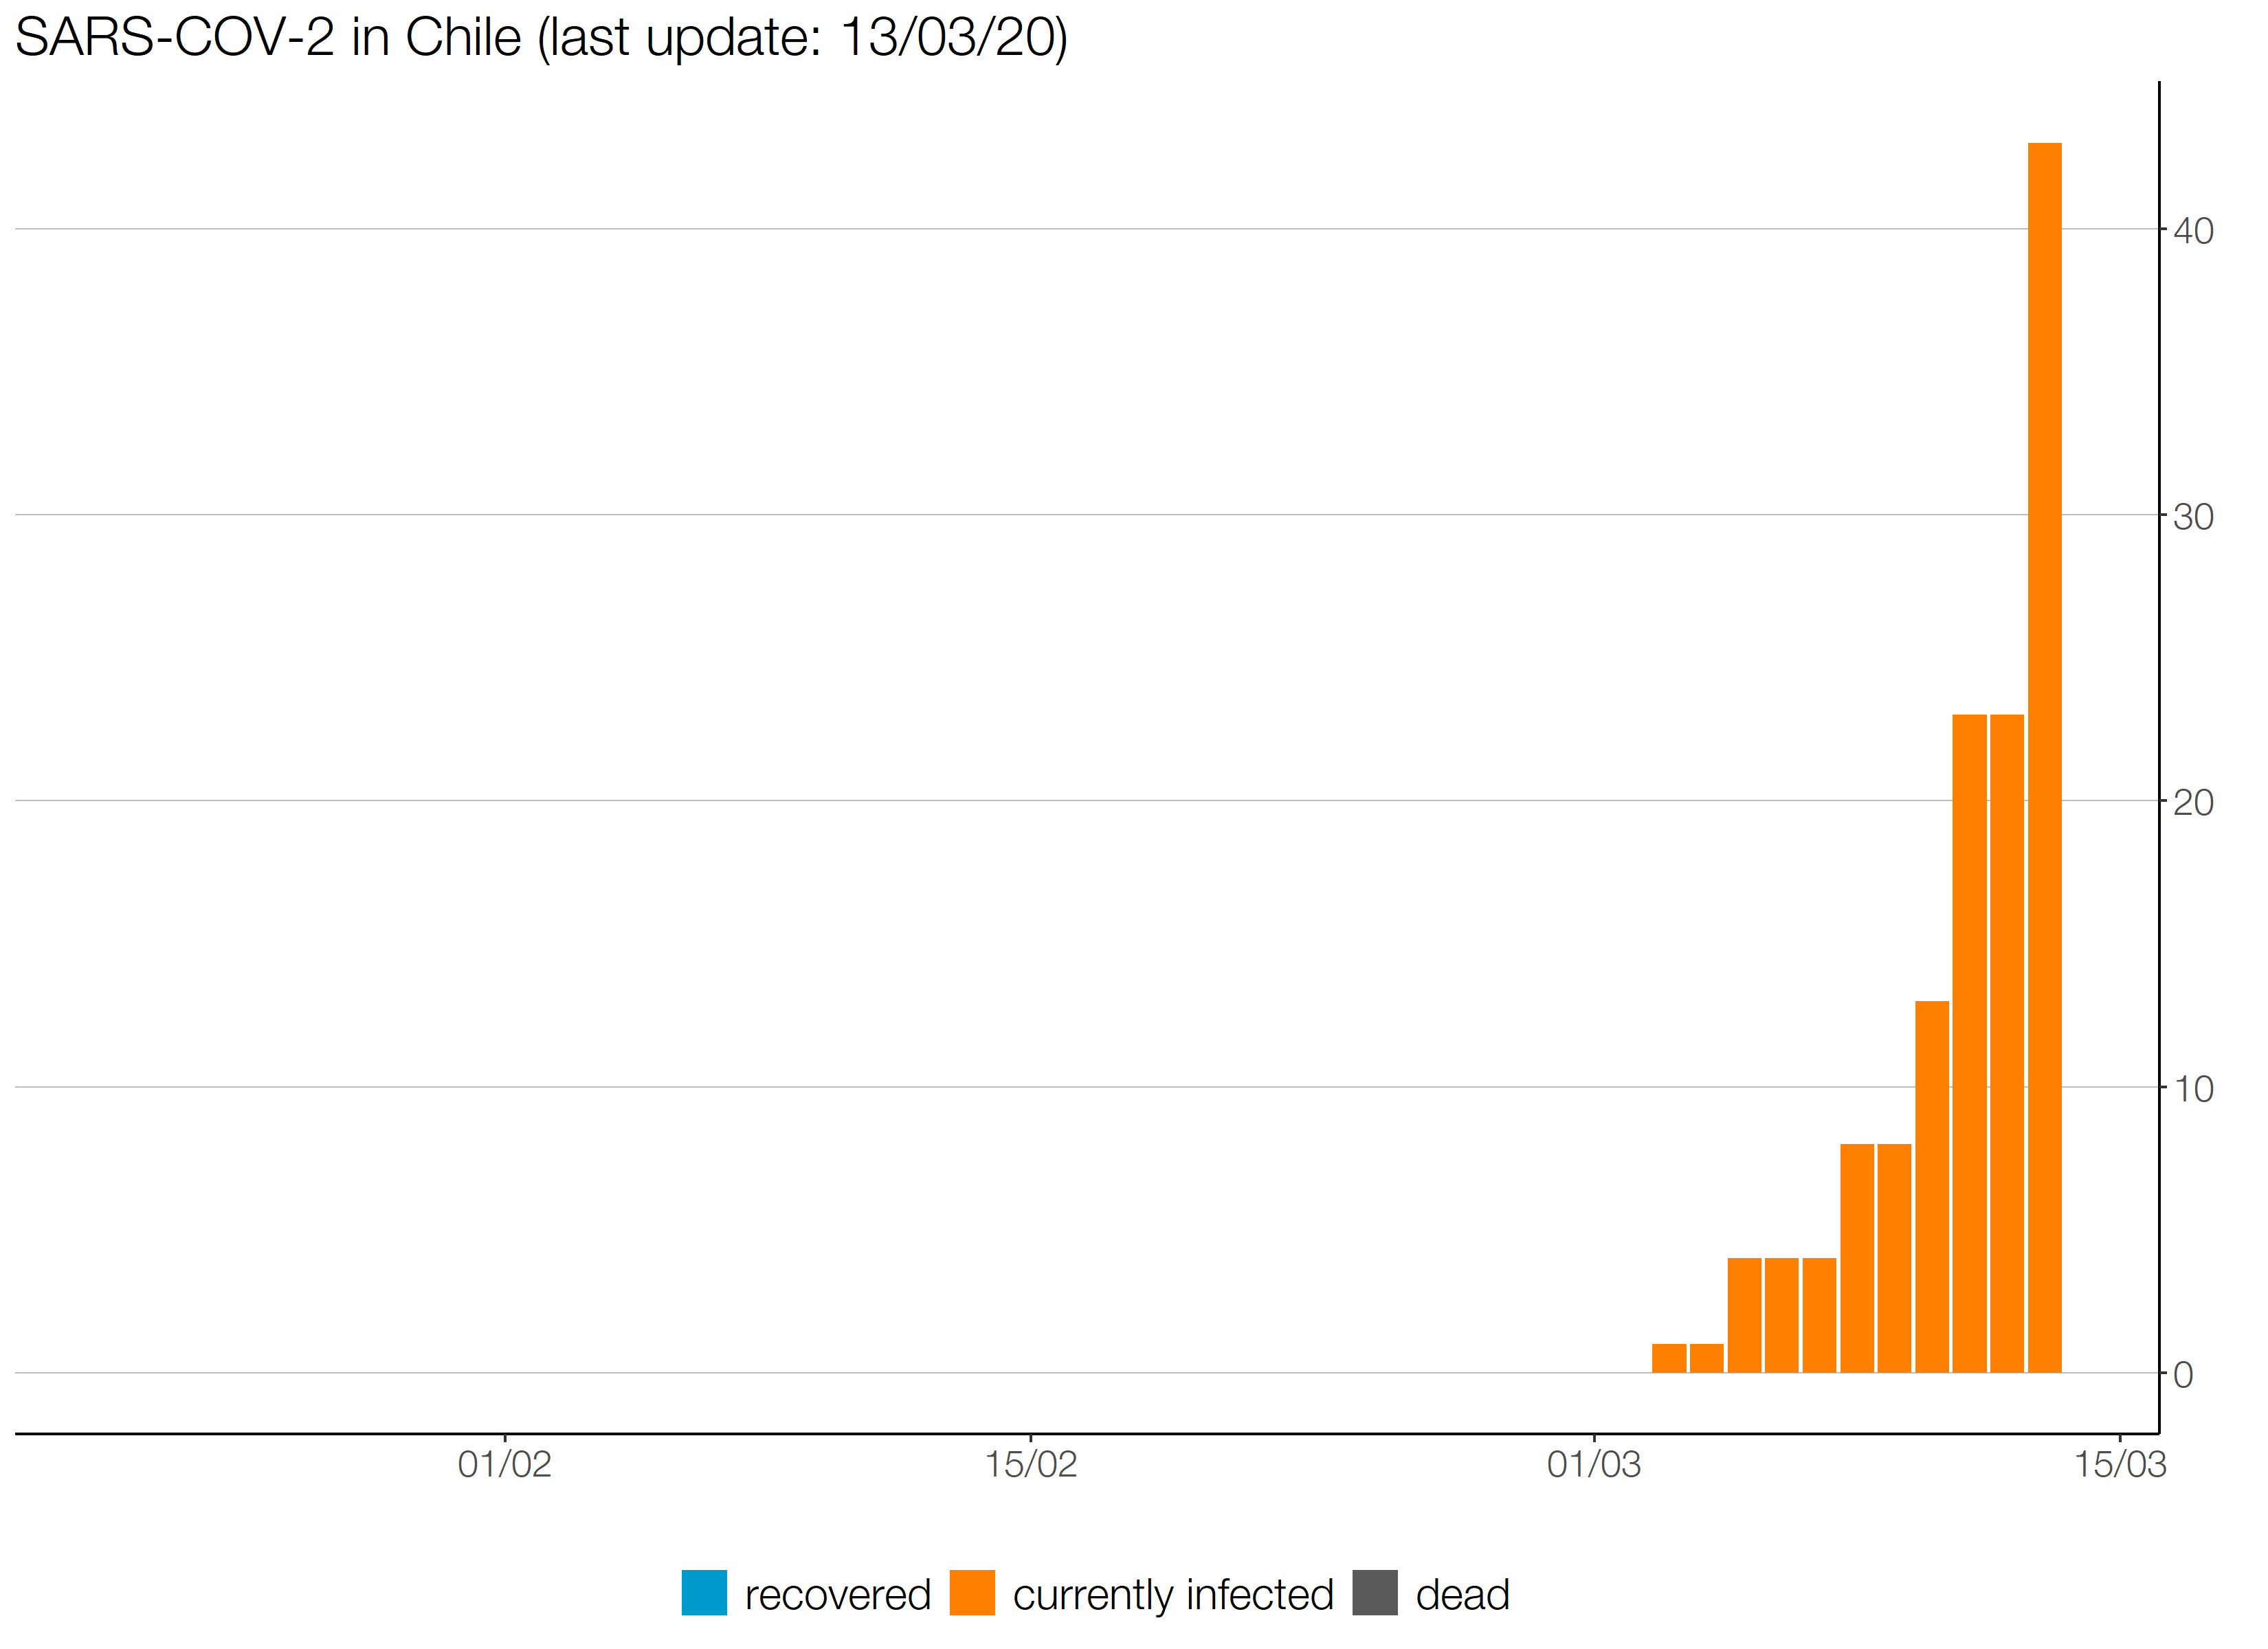 SARS-COV-2 in Chile (last update: 13/03/20)
40
30
20
10
0
01/02 15/02 01/03 15/03
recovered currently infected dead